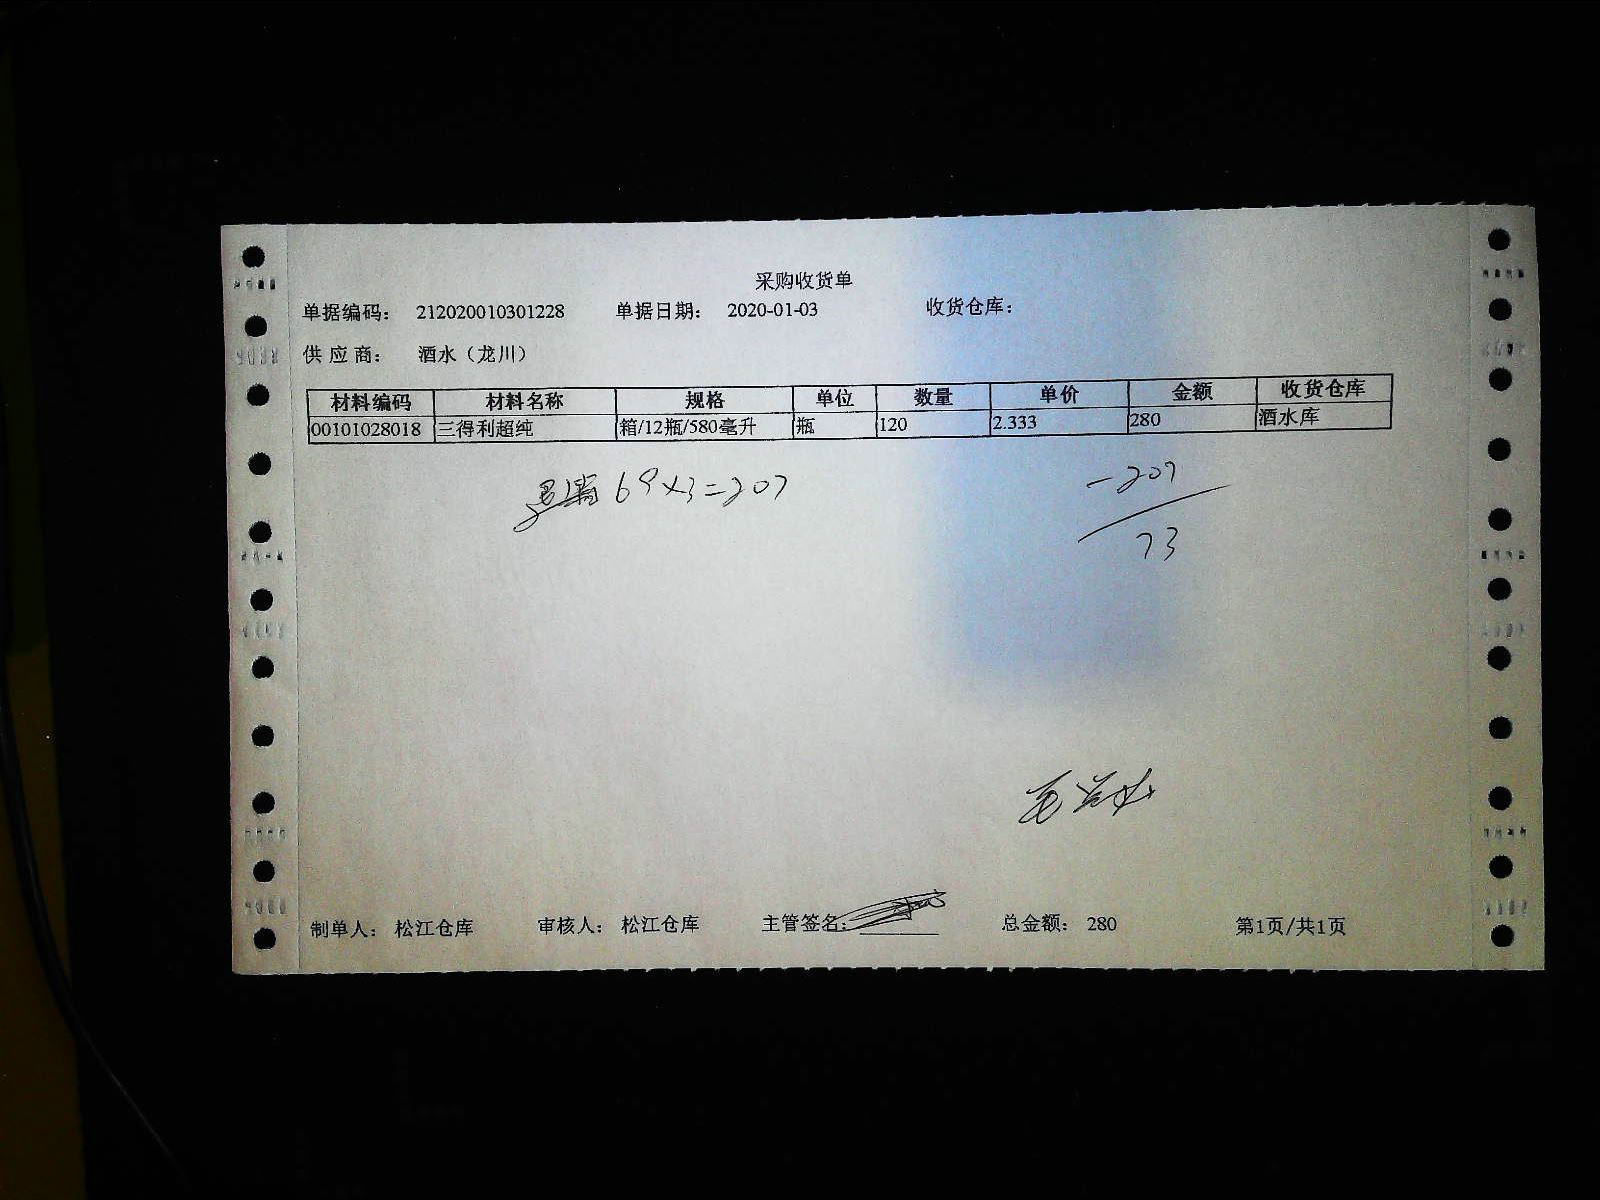 采购收货单
单据编码： 212020010301228 单据日期： 2020-01-03 收货仓库：
供应商： 酒水（龙川）
材料编码 材料名称 规格 单位 数量 单价 金额 收货仓库
00101028018 三得利超纯 箱/12瓶/580毫升 瓶 120 2.333 280 酒水库
69×3=207 -207
73
制单人： 松江仓库 审核人： 松江仓库 主管签名： 总金额： 280 第1页/共1页